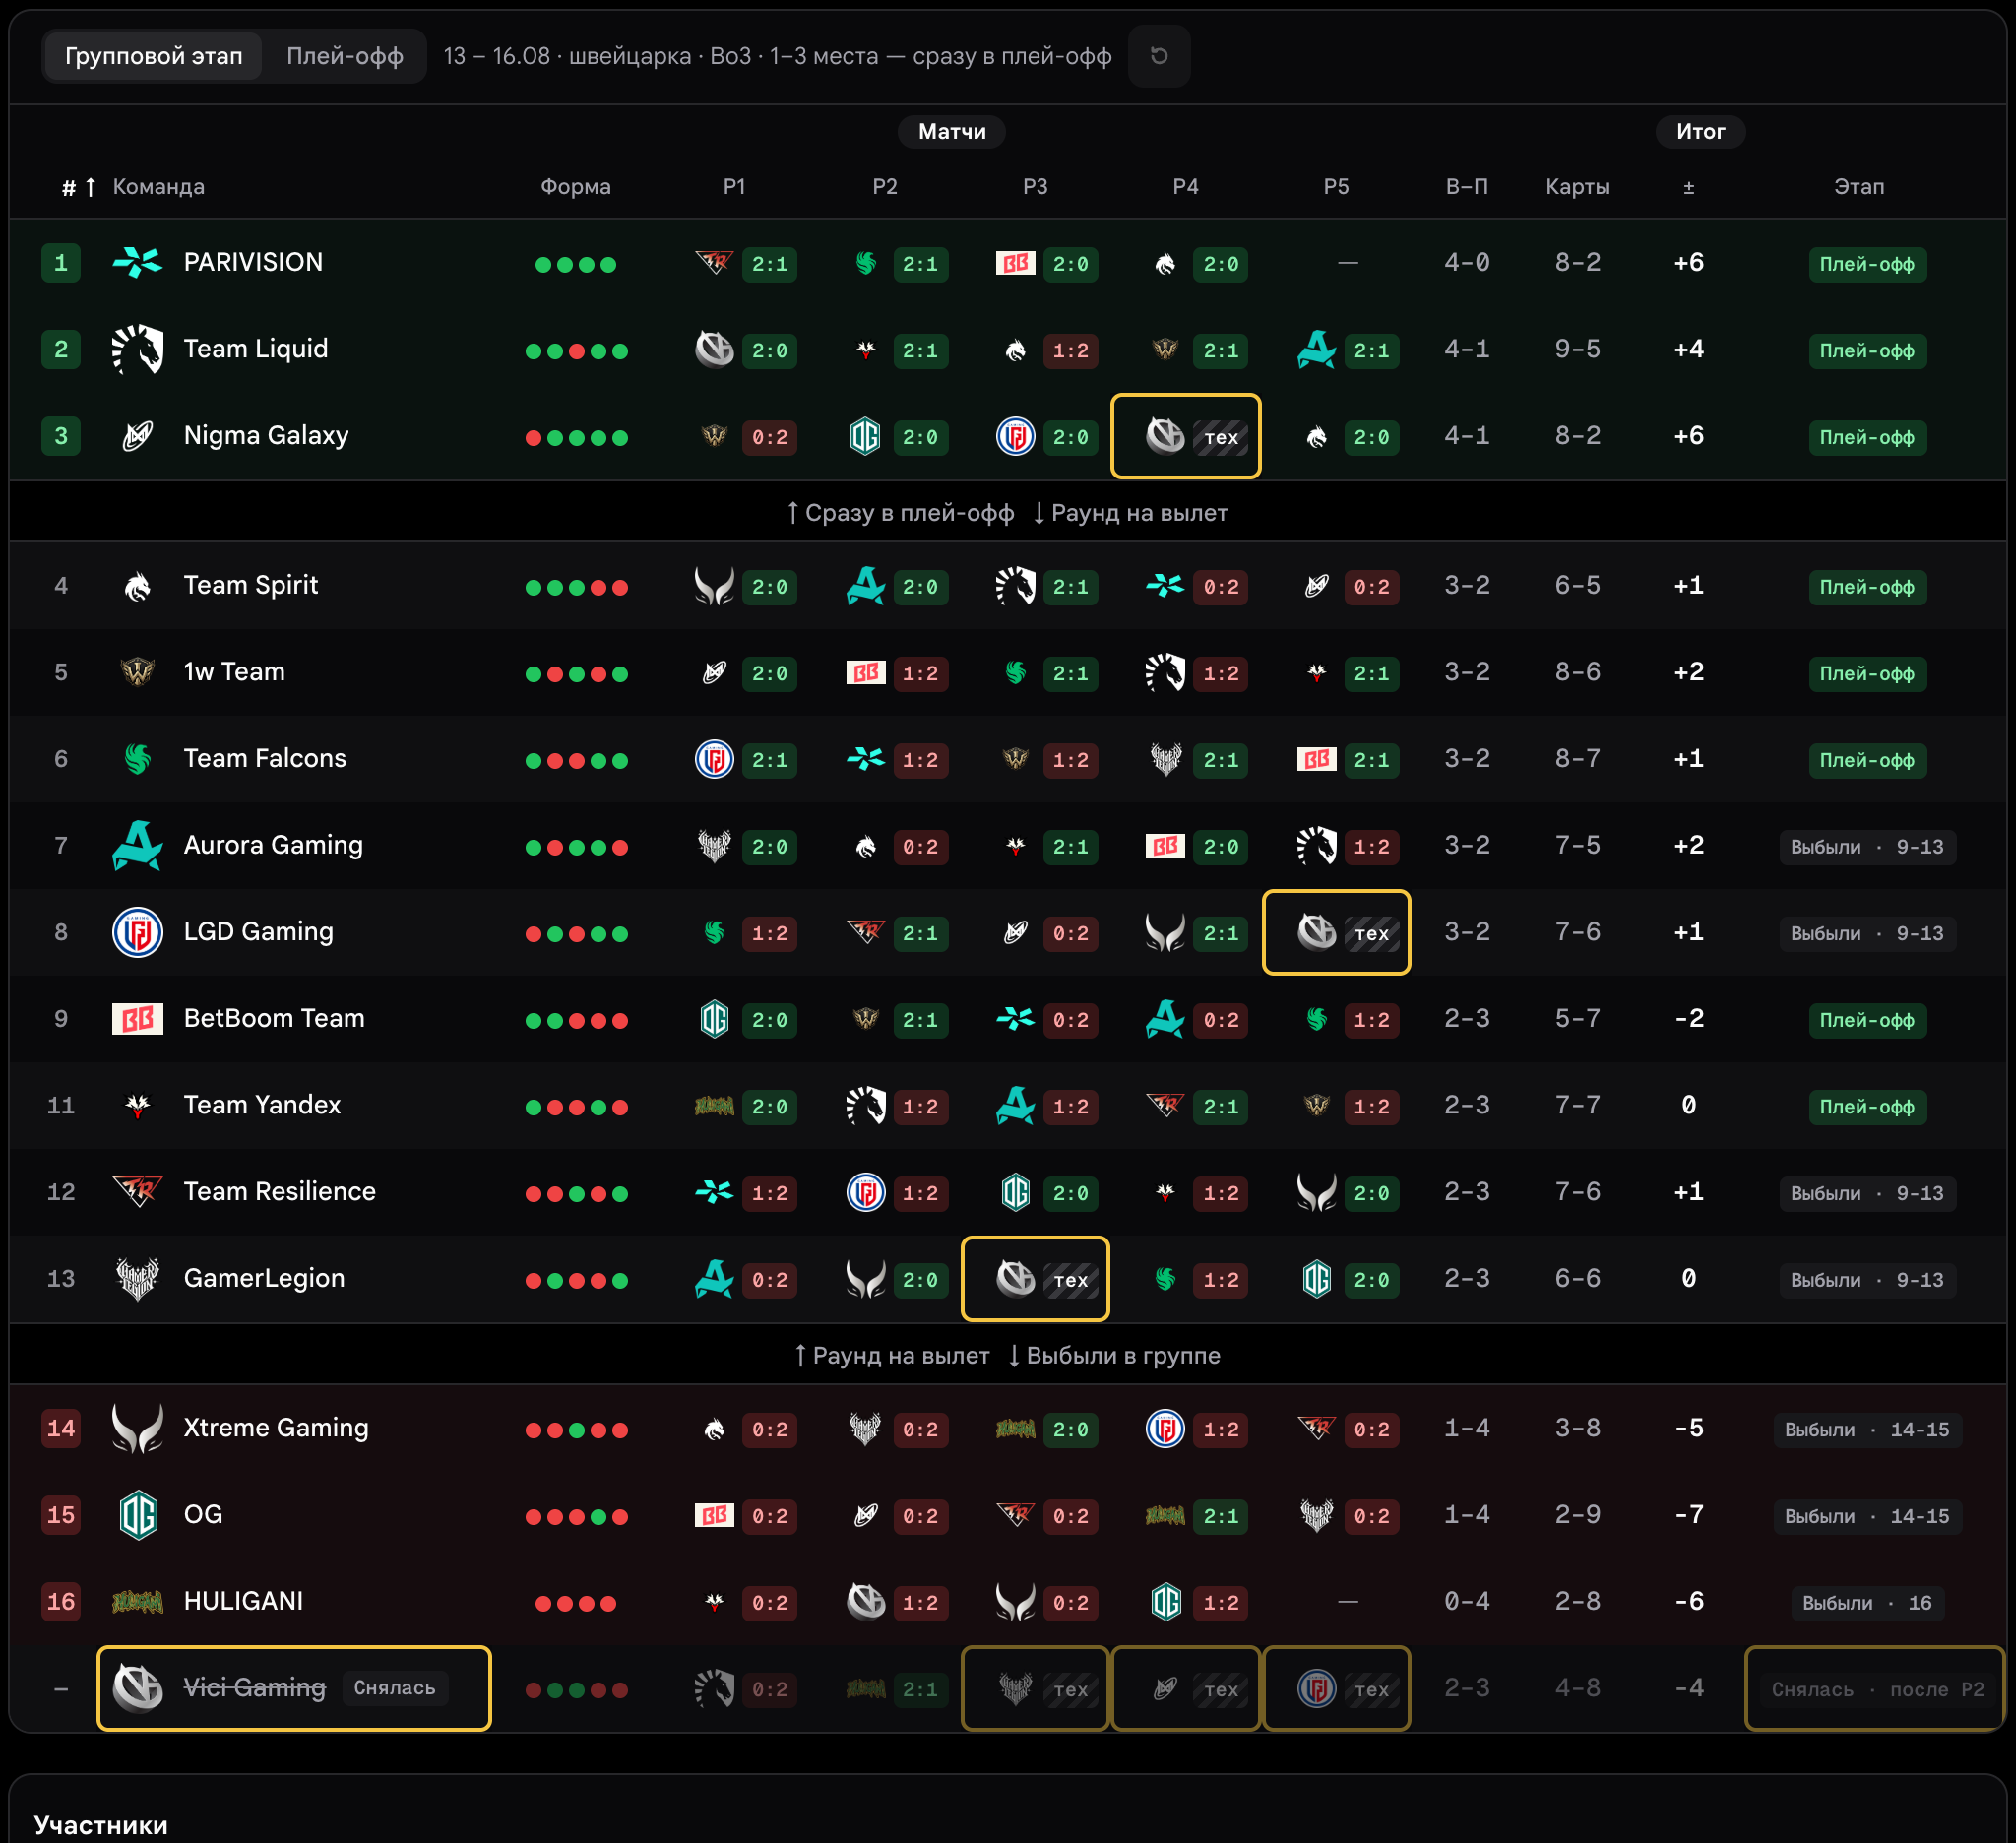 Групповой этап Плей-офф 13 – 16.08 · швейцарка · Bo3 · 1–3 места — сразу в плей-офф
Матчи Итог
# ↑ Команда Форма Р1 Р2 Р3 Р4 Р5 В–П Карты ± Этап
1 PARIVISION 2:1 2:1 2:0 2:0 — 4-0 8-2 +6 Плей-офф
2 Team Liquid 2:0 2:1 1:2 2:1 2:1 4-1 9-5 +4 Плей-офф
3 Nigma Galaxy 0:2 2:0 2:0 тех 2:0 4-1 8-2 +6 Плей-офф
↑ Сразу в плей-офф ↓ Раунд на вылет
4 Team Spirit 2:0 2:0 2:1 0:2 0:2 3-2 6-5 +1 Плей-офф
5 1w Team 2:0 BB 1:2 2:1 1:2 2:1 3-2 8-6 +2 Плей-офф
6 Team Falcons 2:1 1:2 1:2 2:1 BB 2:1 3-2 8-7 +1 Плей-офф
7 Aurora Gaming 2:0 0:2 2:1 BB 2:0 1:2 3-2 7-5 +2 Выбыли · 9-13
8 LGD Gaming 1:2 2:1 0:2 2:1 тех 3-2 7-6 +1 Выбыли · 9-13
9 BB BetBoom Team 2:0 2:1 0:2 0:2 1:2 2-3 5-7 -2 Плей-офф
11 Team Yandex 2:0 1:2 1:2 2:1 1:2 2-3 7-7 0 Плей-офф
12 Team Resilience 1:2 1:2 2:0 1:2 2:0 2-3 7-6 +1 Выбыли · 9-13
13 GamerLegion 0:2 2:0 тех 1:2 2:0 2-3 6-6 0 Выбыли · 9-13
↑ Раунд на вылет ↓ Выбыли в группе
14 Xtreme Gaming 0:2 0:2 2:0 1:2 0:2 1-4 3-8 -5 Выбыли · 14-15
15 OG BB 0:2 0:2 0:2 2:1 0:2 1-4 2-9 -7 Выбыли · 14-15
16 HULIGANI 0:2 1:2 0:2 1:2 — 0-4 2-8 -6 Выбыли · 16
– Vici Gaming Снялась 0:2 2:1 тех тех тех 2-3 4-8 -4 Снялась · после Р2
Участники